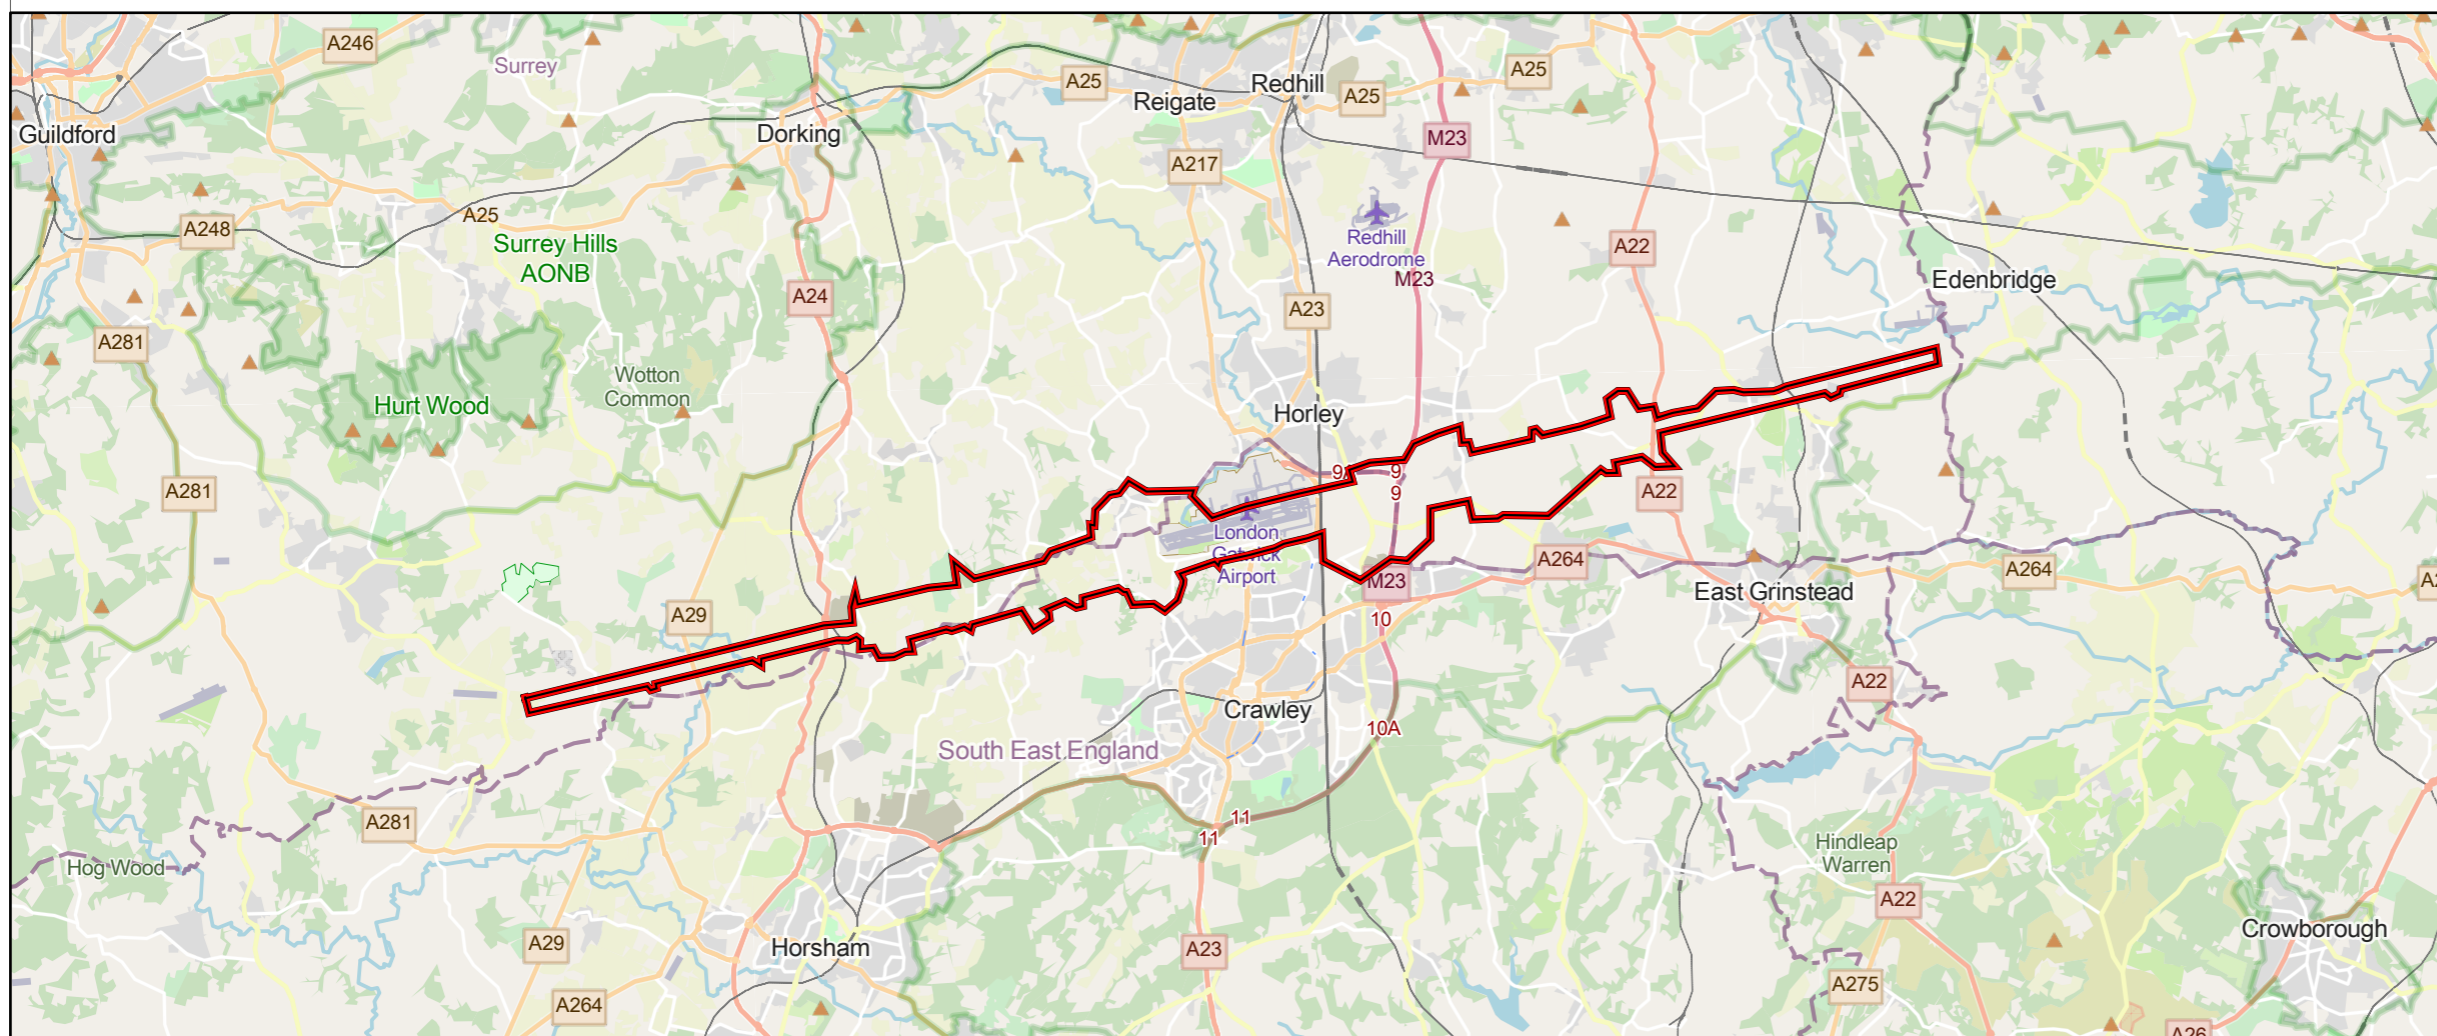 A246
Surrey
A25
A25
A25
Redhill
Reigate
Guildford
Dorking
M23
A217
A25
A248
Surrey Hills
AONB
Redhill
Aerodrome
A22
M23
Edenbridge
A24
A23
A281
Wotton
Common
Hurt Wood
Horley
9
9
A281
A22
London
Gatwick
Airport
A264
M23
A264
East Grinstead
A29
10
A22
Crawley
10A
South East England
A281
11
11
Hog Wood
Hindleap
Warren
A22
Crowborough
A29
Horsham
A23
A275
A264
A26